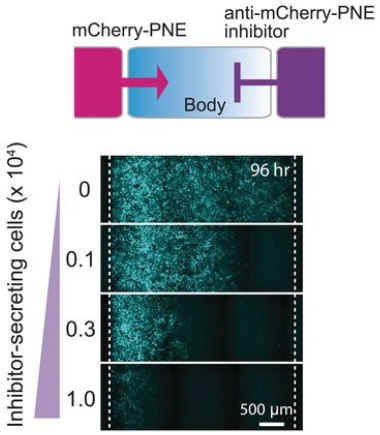 mCherry-PNE
anti-mCherry-PNE
inhibitor
Body
Inhibitor-secreting cells (x 10⁴)
96 hr
0
0.1
0.3
1.0
500 µm